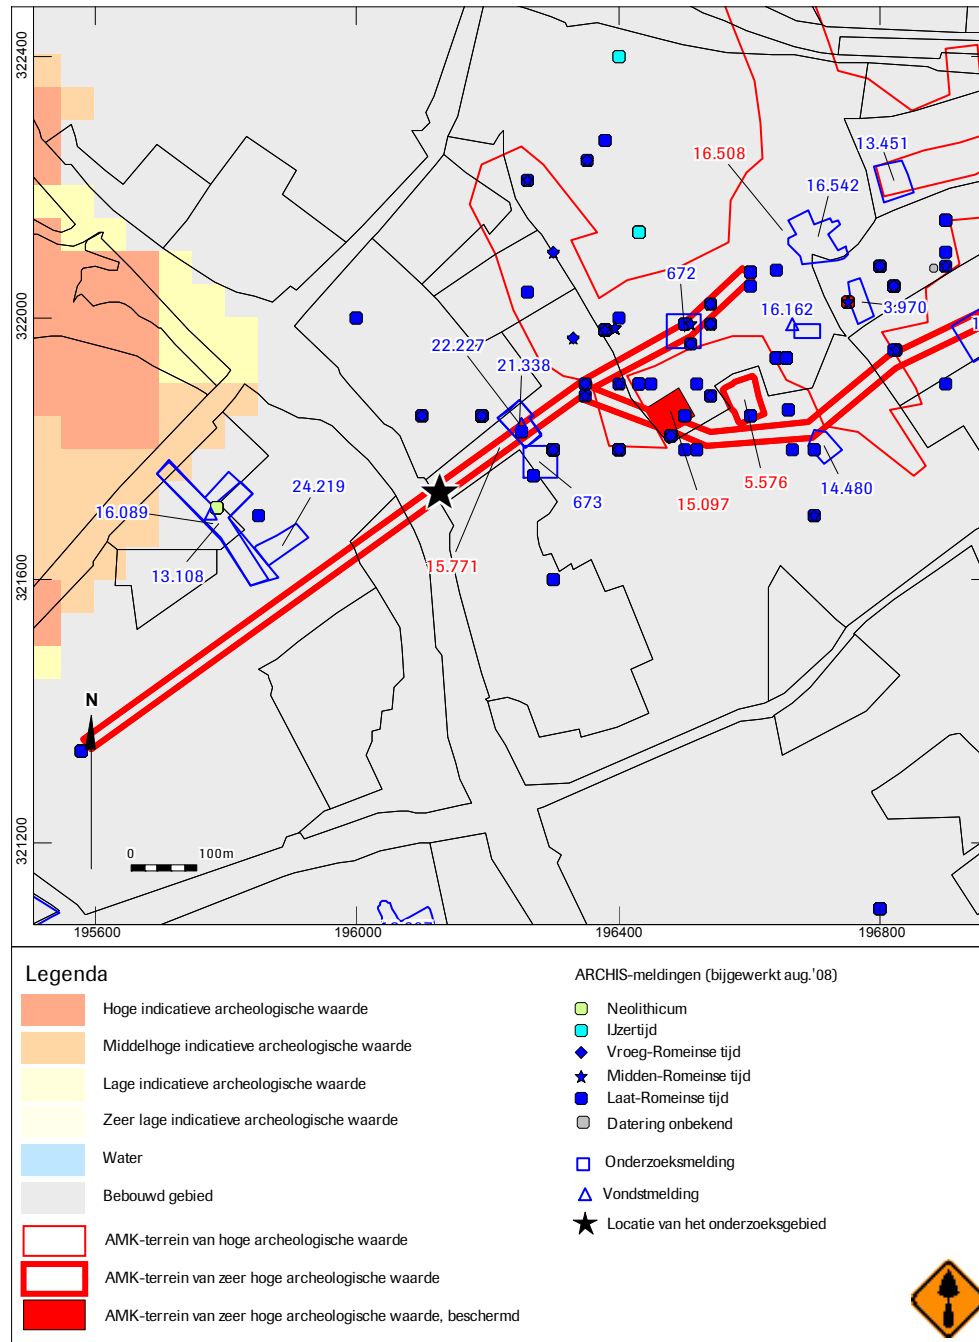 322400
13.451
16.508
16.542
322000
672
16.162
3.970
1
22.227
21.338
24.219
16.089
673
5.576
14.480
15.097
13.108
15.771
321600
N
321200
0 100m
195600 196000 196400 196800
Legenda
Hoge indicatieve archeologische waarde
Middelhoge indicatieve archeologische waarde
Lage indicatieve archeologische waarde
Zeer lage indicatieve archeologische waarde
Water
Bebouwd gebied
AMK-terrein van hoge archeologische waarde
AMK-terrein van zeer hoge archeologische waarde
AMK-terrein van zeer hoge archeologische waarde, beschermd
ARCHIS-meldingen (bijgewerkt aug.'08)
Neolithicum
IJzertijd
Vroeg-Romeinse tijd
Midden-Romeinse tijd
Laat-Romeinse tijd
Datering onbekend
Onderzoeksmelding
Vondstmelding
Locatie van het onderzoeksgebied